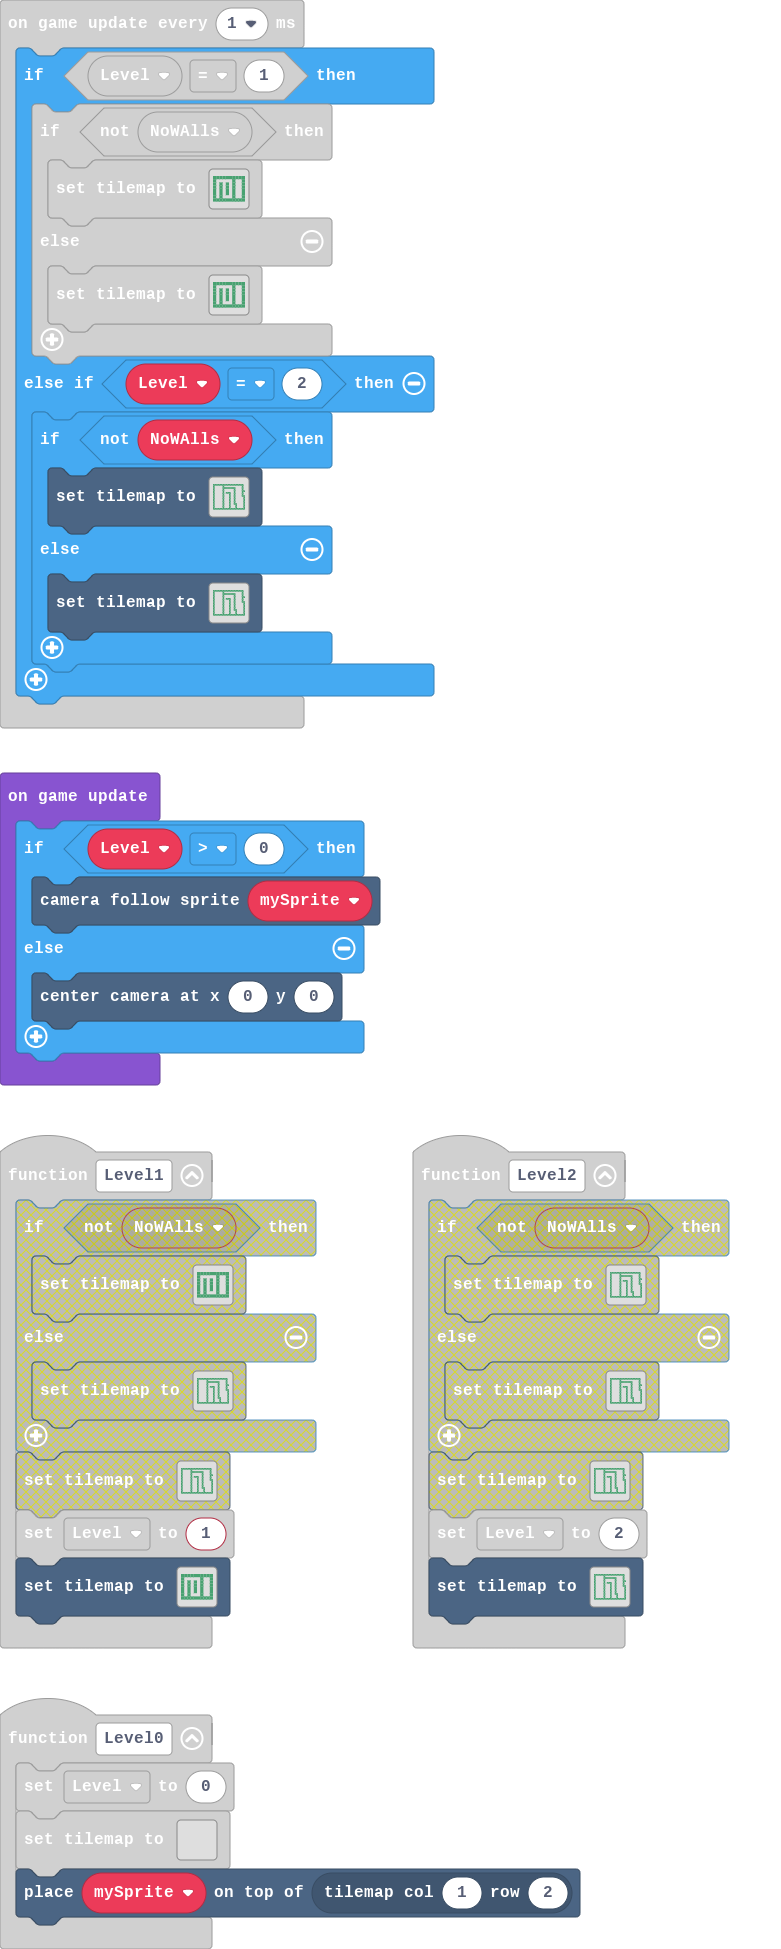 on game update every 1 ms
if Level = 1 then
if not NoWAlls then
set tilemap to
else
set tilemap to
else if Level = 2 then
if not NoWAlls then
set tilemap to
else
set tilemap to
on game update
if Level > 0 then
camera follow sprite mySprite
else
center camera at x 0 y 0
function Level1
if not NoWAlls then
set tilemap to
else
set tilemap to
set tilemap to
set Level to 1
set tilemap to
function Level2
if not NoWAlls then
set tilemap to
else
set tilemap to
set tilemap to
set Level to 2
set tilemap to
function Level0
set Level to 0
set tilemap to
place mySprite on top of tilemap col 1 row 2